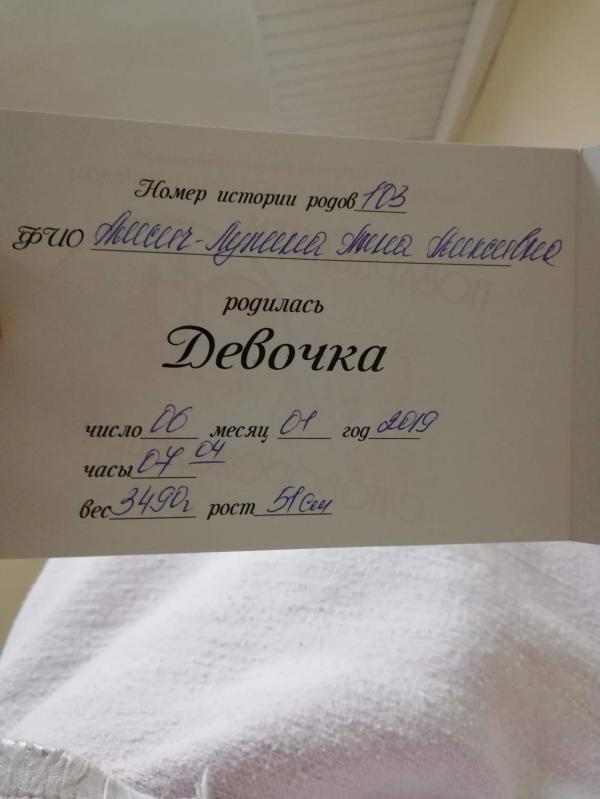 Номер истории родов 103
ФИО
родилась
Девочка
число 06 месяц 01 год 2019
часы 07 04
вес 3490г рост 51 см